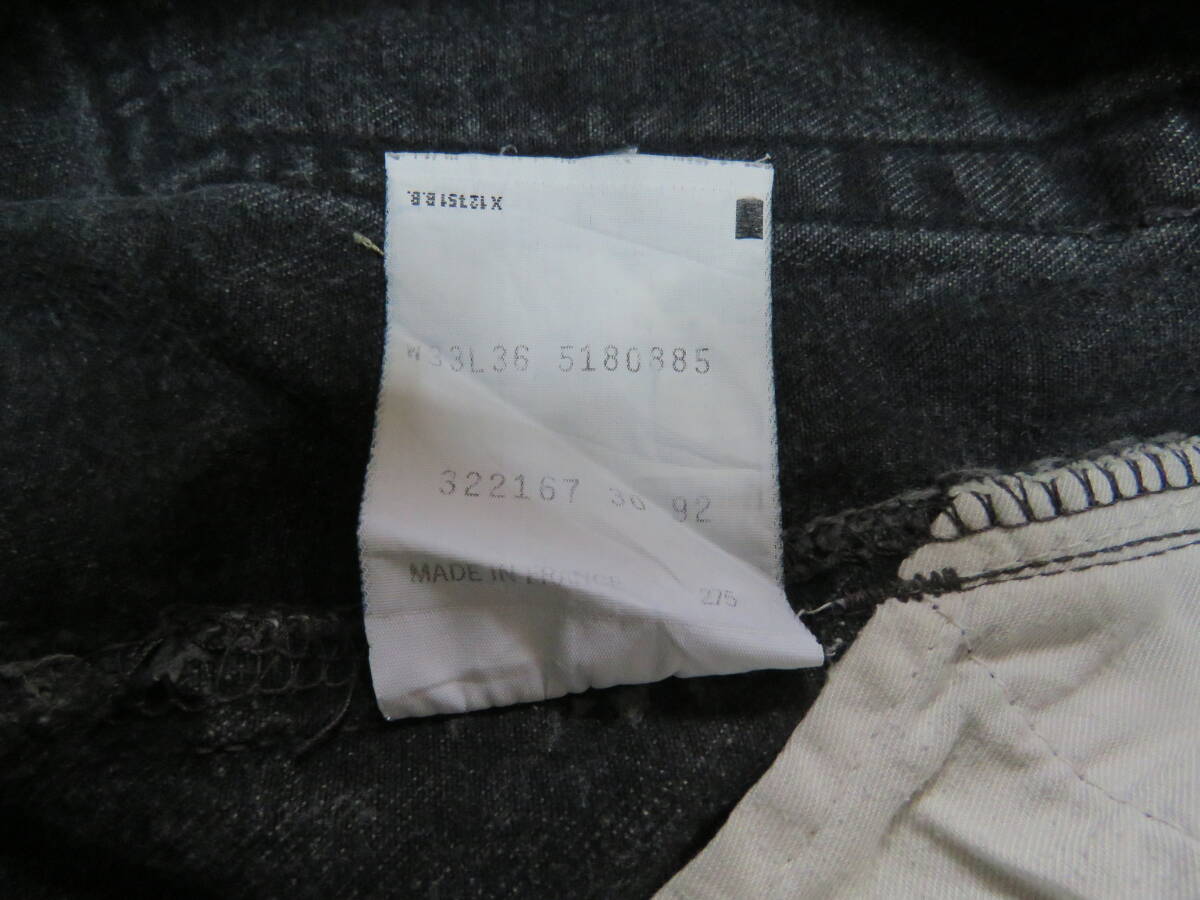 X12151B.B.
W33L36 5180885
322167 36 92
MADE IN FRANCE
275